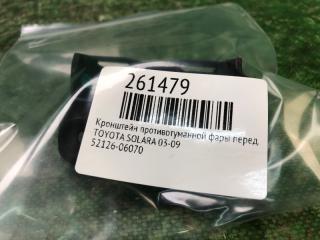 261479
Кронштейн противотуманной фары перед.
TOYOTA SOLARA 03-09
52126-06070